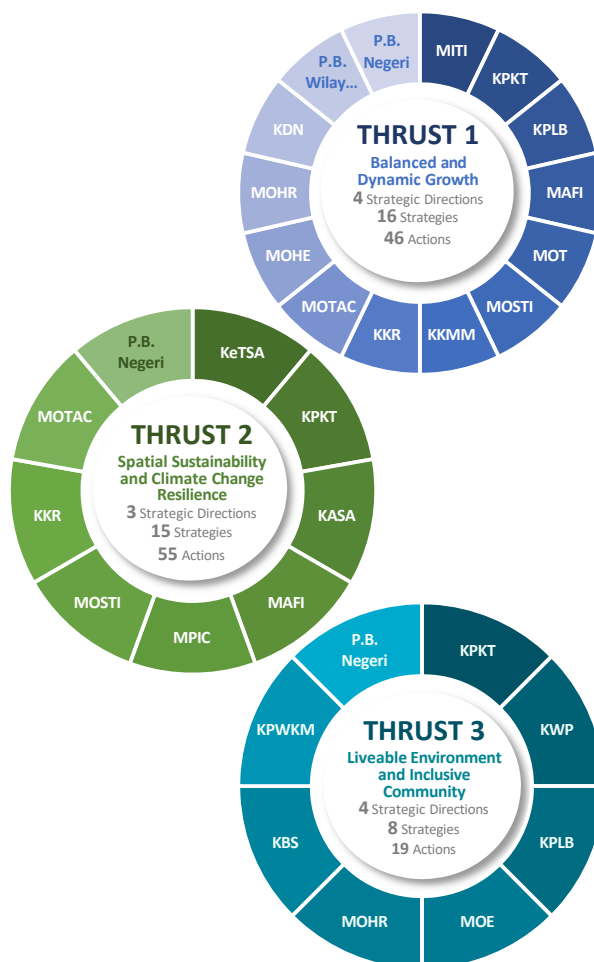 P.B.
Negeri
MITI
KPKT
KPLB
MAFI
MOT
MOSTI
KKMM
KKR
MOTAC
MOHE
MOHR
KDN
P.B.
Wilay...
THRUST 1
Balanced and
Dynamic Growth
4 Strategic Directions
16 Strategies
46 Actions
P.B.
Negeri
KeTSA
KPKT
KASA
MAFI
MPIC
MOSTI
KKR
MOTAC
THRUST 2
Spatial Sustainability
and Climate Change
Resilience
3 Strategic Directions
15 Strategies
55 Actions
P.B.
Negeri
KPKT
KWP
KPLB
MOE
MOHR
KBS
KPWKM
THRUST 3
Liveable Environment
and Inclusive
Community
4 Strategic Directions
8 Strategies
19 Actions